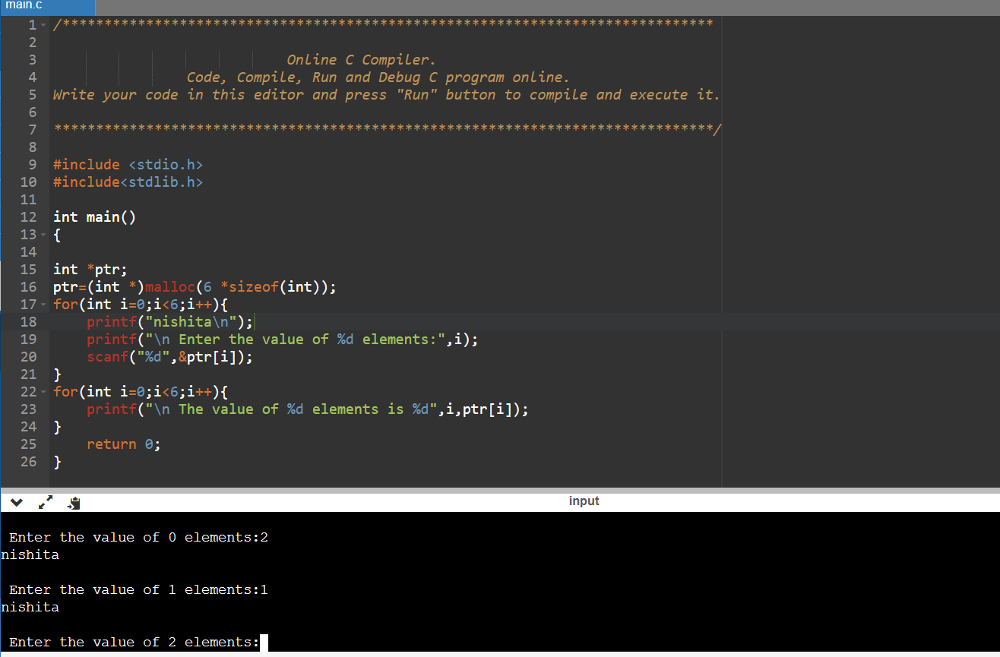 main.c
1 /******************************************************************************
2
3 Online C Compiler.
4 Code, Compile, Run and Debug C program online.
5 Write your code in this editor and press "Run" button to compile and execute it.
6
7 *******************************************************************************/
8
9 #include <stdio.h>
10 #include<stdlib.h>
11
12 int main()
13 {
14
15 int *ptr;
16 ptr=(int *)malloc(6 *sizeof(int));
17 for(int i=0;i<6;i++){
18     printf("nishita\n");
19     printf("\n Enter the value of %d elements:",i);
20     scanf("%d",&ptr[i]);
21 }
22 for(int i=0;i<6;i++){
23     printf("\n The value of %d elements is %d",i,ptr[i]);
24 }
25     return 0;
26 }
input
Enter the value of 0 elements:2
nishita
Enter the value of 1 elements:1
nishita
Enter the value of 2 elements: